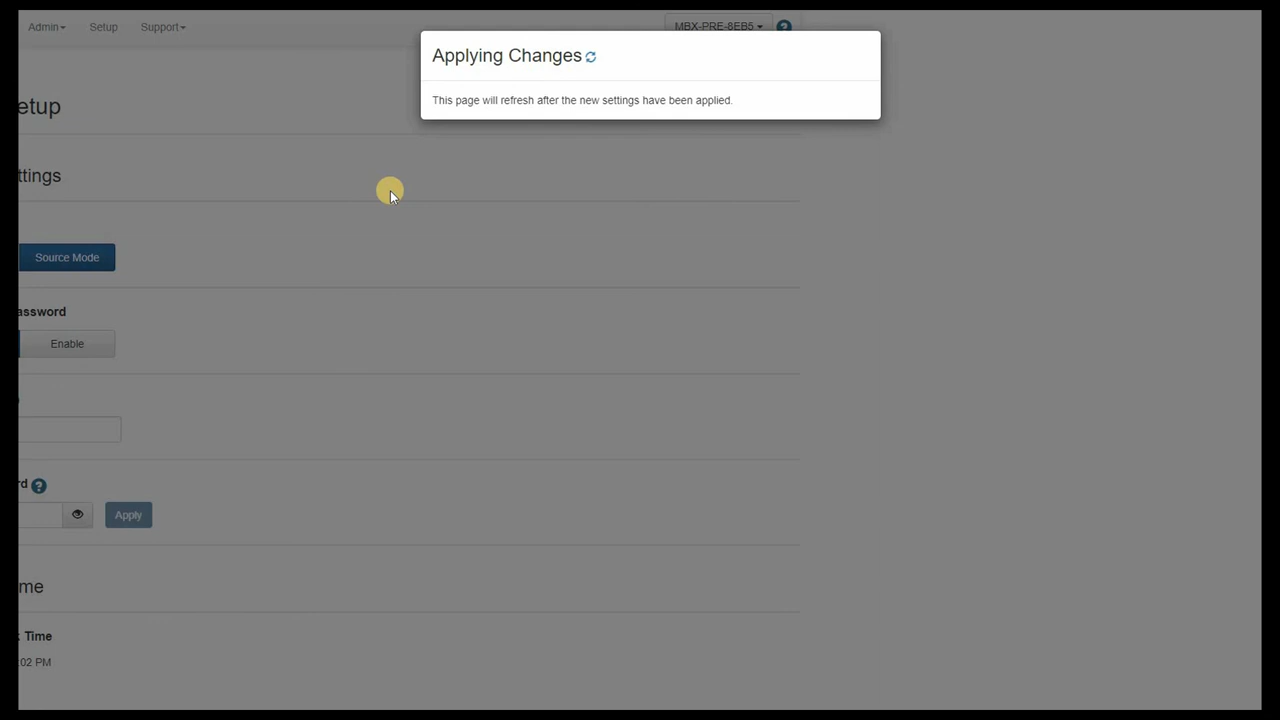 Admin Setup Support MBX-PRE-8EB5
Applying Changes
This page will refresh after the new settings have been applied.
etup
ttings
Source Mode
assword
Enable
rd
Apply
me
Time
:02 PM